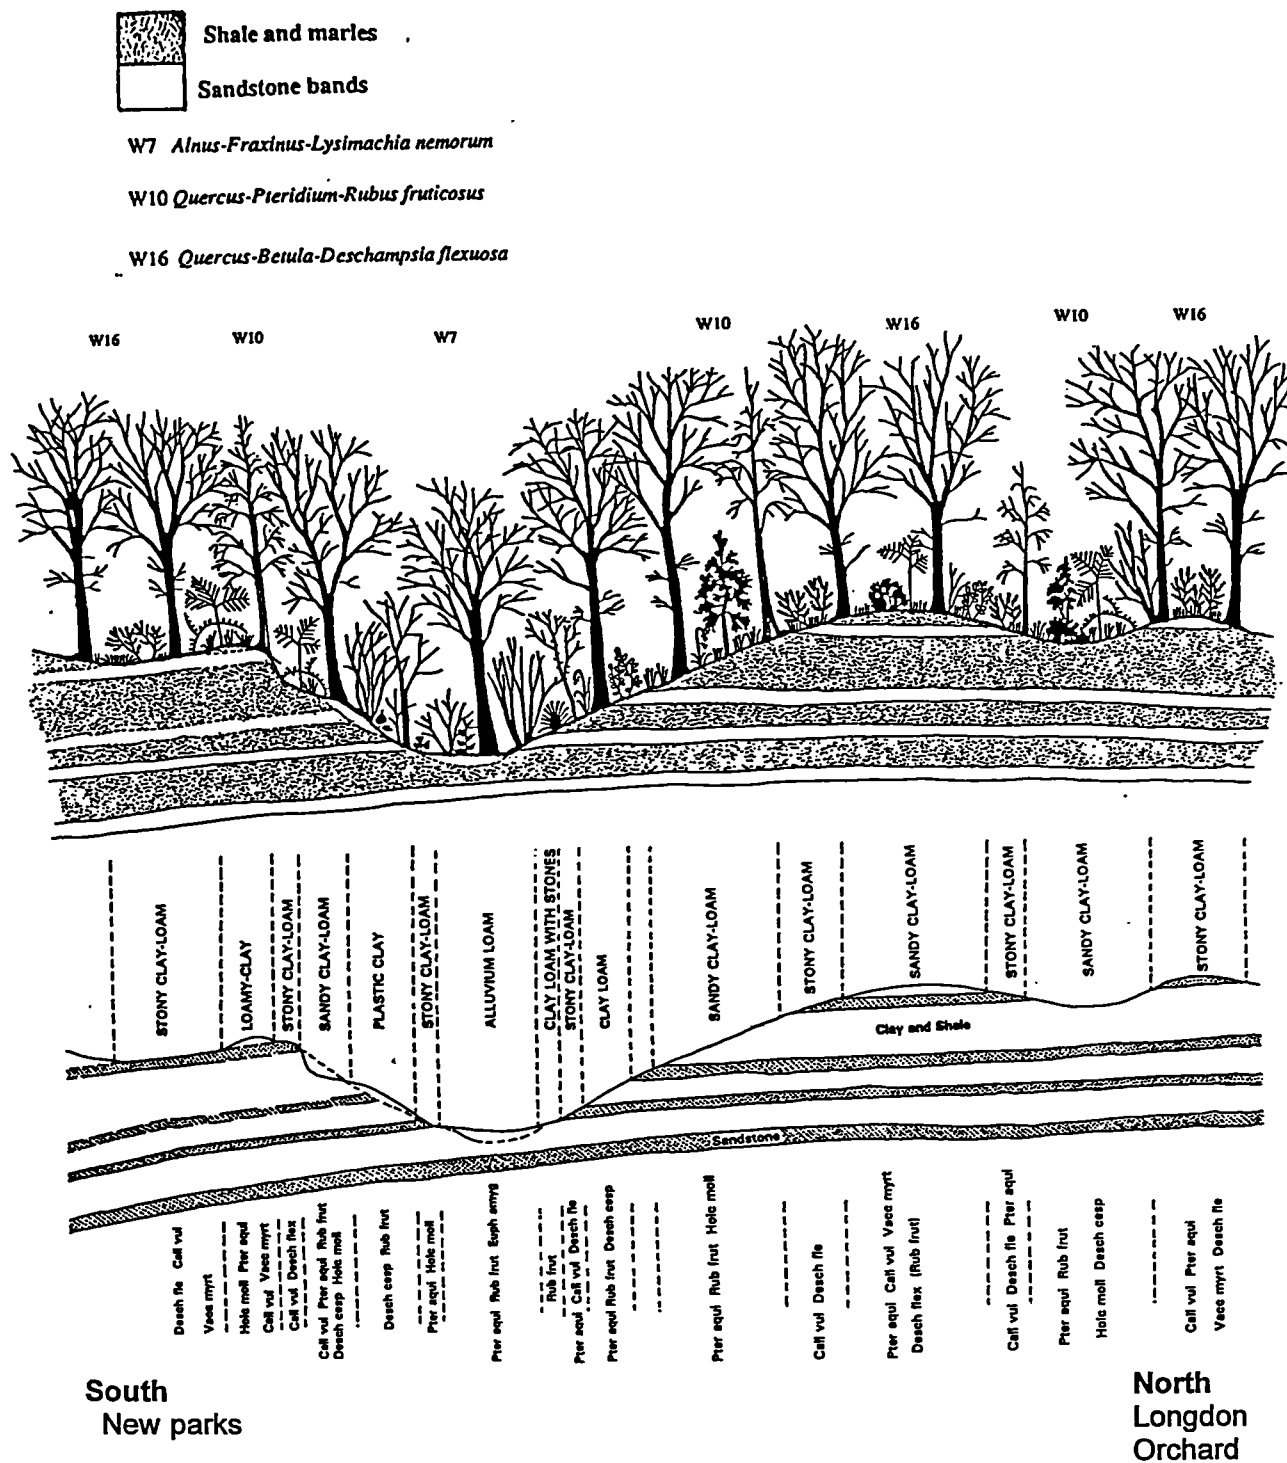 Shale and marles
Sandstone bands
W7 Alnus-Fraxinus-Lysimachia nemorum
W10 Quercus-Pteridium-Rubus fruticosus
W16 Quercus-Betula-Deschampsia flexuosa
W16 W10 W7 W10 W16 W10 W16
STONY CLAY-LOAM
LOAMY-CLAY
STONY CLAY-LOAM
SANDY CLAY-LOAM
PLASTIC CLAY
STONY CLAY-LOAM
ALLUVIUM LOAM
CLAY LOAM WITH STONES
STONY CLAY-LOAM
CLAY LOAM
SANDY CLAY-LOAM
STONY CLAY-LOAM
SANDY CLAY-LOAM
STONY CLAY-LOAM
SANDY CLAY-LOAM
STONY CLAY-LOAM
Clay and Shale
Sandstone
Desch fle Call vul
Vacc myrt
Holc moll Pter aqui
Call vul Vacc myrt
Call vul Desch flex
Call vul Pter aqui Rub frut
Desch cesp Holc moll
Desch cesp Rub frut
Pter aqui Holc moll
Pter aqui Rub frut Euph amyg
Rub frut
Pter aqui Call vul Desch fle
Pter aqui Rub frut Desch cesp
Pter aqui Rub frut Holc moll
Call vul Desch fle
Pter aqui Call vul Vacc myrt
Desch flex (Rub frut)
Call vul Desch fle Pter aqui
Pter aqui Rub frut
Holc moll Desch cesp
Call vul Pter aqui
Vacc myrt Desch fle
South
New parks
North
Longdon
Orchard